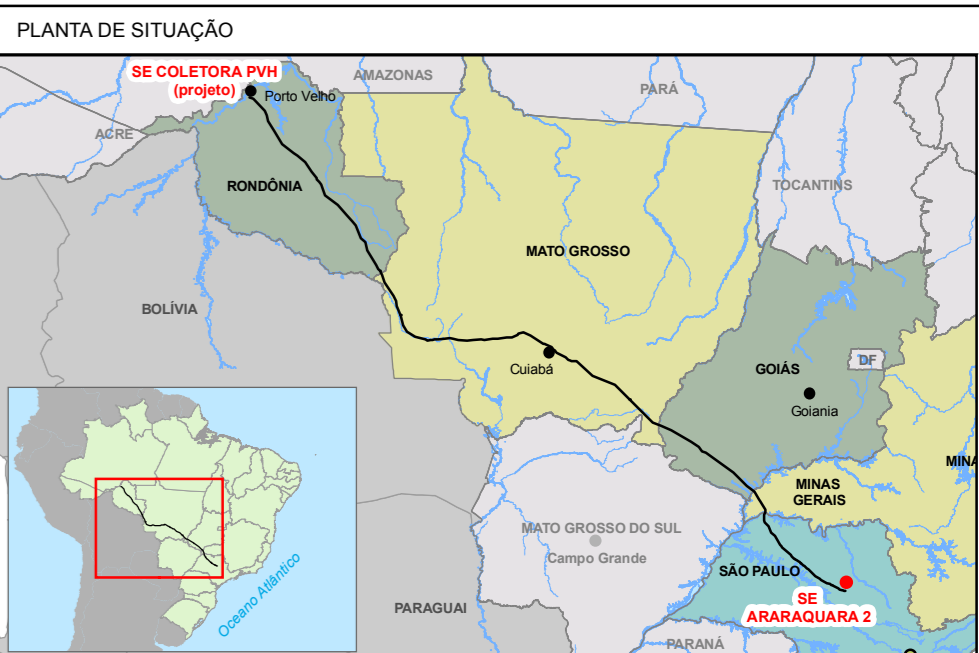 PLANTA DE SITUAÇÃO
SE COLETORA PVH
(projeto)
Porto Velho
AMAZONAS
PARÁ
ACRE
RONDÔNIA
TOCANTINS
MATO GROSSO
BOLÍVIA
Cuiabá
GOIÁS
DF
Goiania
MINAS
GERAIS
MINA
MATO GROSSO DO SUL
Campo Grande
SÃO PAULO
SE
ARARAQUARA 2
PARAGUAI
PARANÁ
Oceano Atlântico